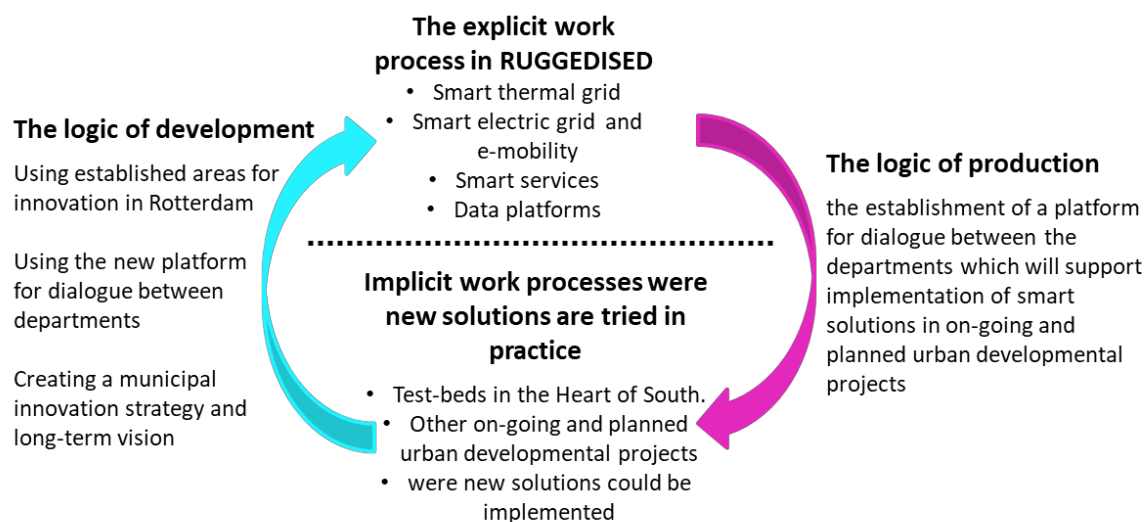 The explicit work
process in RUGGEDISED
• Smart thermal grid
• Smart electric grid and
e-mobility
• Smart services
• Data platforms
The logic of development
Using established areas for
innovation in Rotterdam
Using the new platform
for dialogue between
departments
Creating a municipal
innovation strategy and
long-term vision
The logic of production
the establishment of a platform
for dialogue between the
departments which will support
implementation of smart
solutions in on-going and
planned urban developmental
projects
Implicit work processes were
new solutions are tried in
practice
• Test-beds in the Heart of South.
• Other on-going and planned
urban developmental projects
• were new solutions could be
implemented